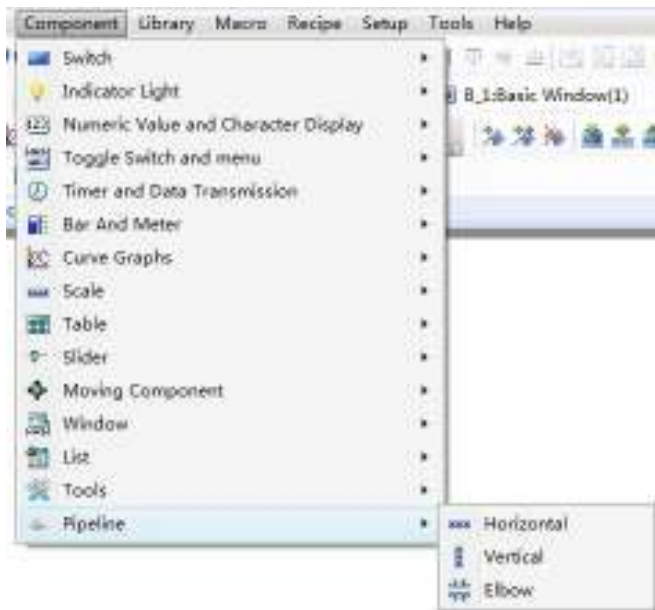 Component Library Macro Recipe Setup Tools Help
Switch
Indicator Light
B_1:Basic Window(1)
123 Numeric Value and Character Display
Toggle Switch and menu
Timer and Data Transmission
Bar And Meter
Curve Graphs
Scale
Table
Slider
Moving Component
Window
List
Tools
Pipeline
Horizontal
Vertical
Elbow